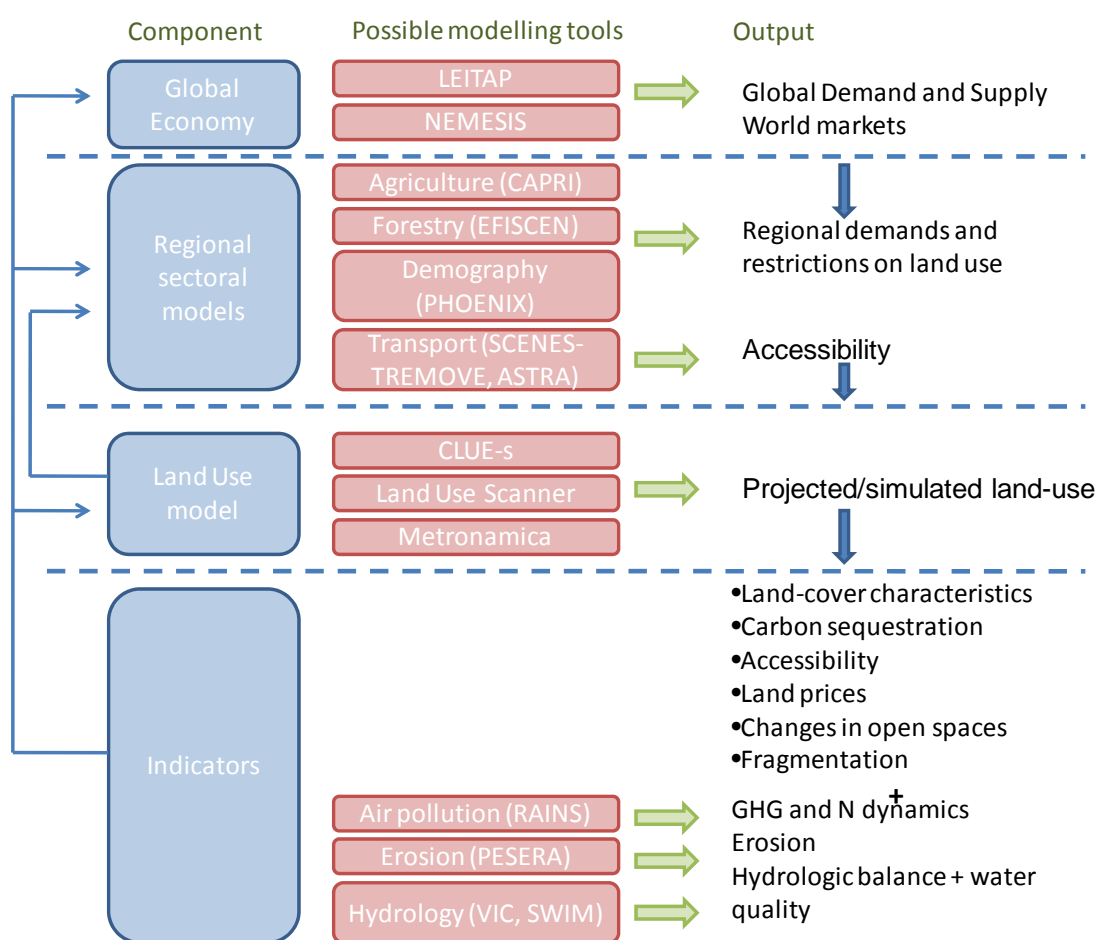 Component
Possible modelling tools
Output
Global
Economy
LEITAP
NEMESIS
Global Demand and Supply
World markets
Regional
sectoral
models
Agriculture (CAPRI)
Forestry (EFISCEN)
Demography
(PHOENIX)
Transport (SCENES-
TREMOVE, ASTRA)
Regional demands and
restrictions on land use
Accessibility
Land Use
model
CLUE-s
Land Use Scanner
Metronamica
Projected/simulated land-use
Indicators
•Land-cover characteristics
•Carbon sequestration
•Accessibility
•Land prices
•Changes in open spaces
•Fragmentation
+
Air pollution (RAINS)
Erosion (PESERA)
Hydrology (VIC, SWIM)
GHG and N dynamics
Erosion
Hydrologic balance + water
quality